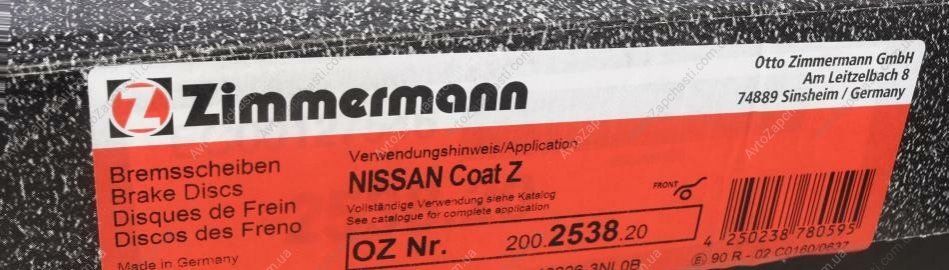 Zimmermann
Otto Zimmermann GmbH
Am Leitzelbach 8
74889 Sinsheim / Germany
Bremsscheiben
Brake Discs
Disques de Frein
Discos del Freno
Made in Germany
Verwendungshinweis/Application
NISSAN Coat Z
Vollständige Verwendung siehe Katalog
See catalogue for complete application
FRONT
OZ Nr. 200.2538.20
4 250238 780595
E 90 R - 02 C0160/0637